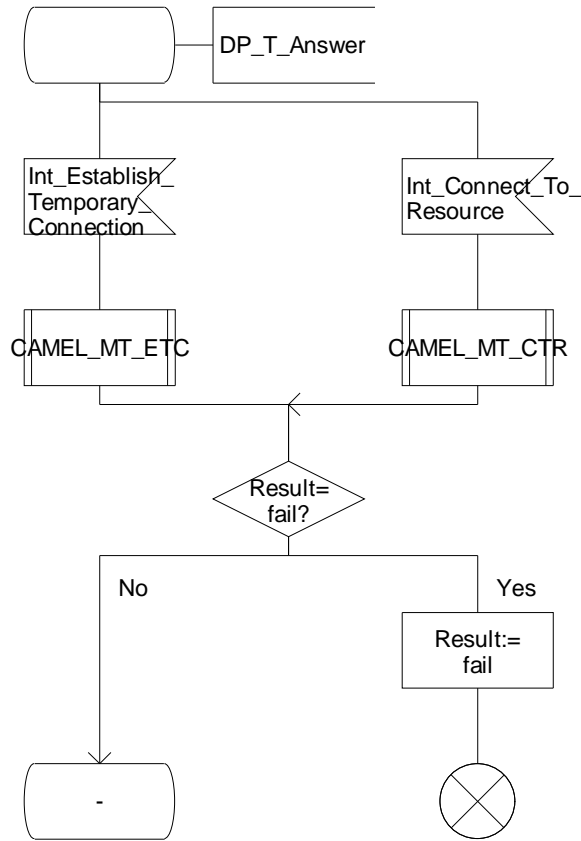 DP_T_Answer
Int_Establish_
Temporary_
Connection
Int_Connect_To_
Resource
CAMEL_MT_ETC
CAMEL_MT_CTR
Result=
fail?
No
Yes
Result:=
fail
-